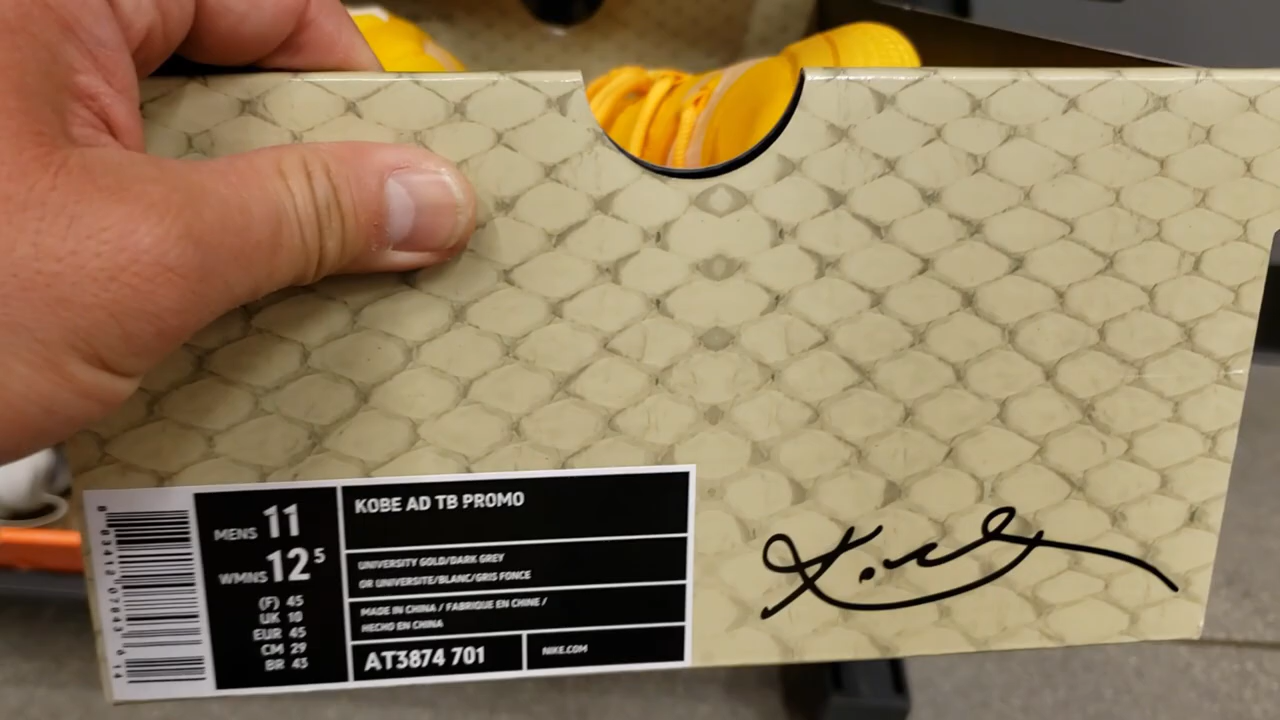 MENS 11
WMNS 12⁵
(F) 45
UK 10
EUR 45
CM 29
BR 43
KOBE AD TB PROMO
UNIVERSITY GOLD/DARK GREY
OR UNIVERSITE/BLANC/GRIS FONCE
MADE IN CHINA / FABRIQUE EN CHINE /
HECHO EN CHINA
AT3874 701
NIKE.COM